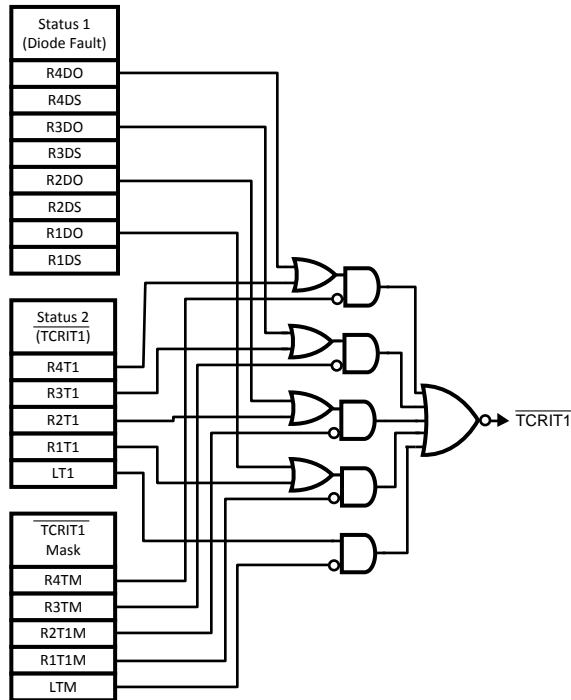 Status 1
(Diode Fault)
R4DO
R4DS
R3DO
R3DS
R2DO
R2DS
R1DO
R1DS
Status 2
(TCRIT1)
R4T1
R3T1
R2T1
R1T1
LT1
TCRIT1
Mask
R4TM
R3TM
R2T1M
R1T1M
LTM
TCRIT1